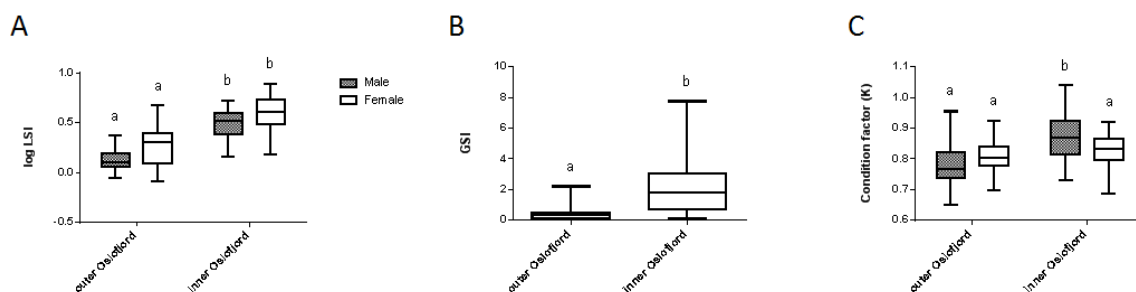 A
log LSI
1.0
0.5
0.0
-0.5
a
a
b
b
outer Oslofjord
inner Oslofjord
Male
Female
B
GSI
10
8
6
4
2
0
a
b
outer Oslofjord
inner Oslofjord
C
Condition factor (K)
1.1
1.0
0.9
0.8
0.7
0.6
a
a
b
a
outer Oslofjord
inner Oslofjord